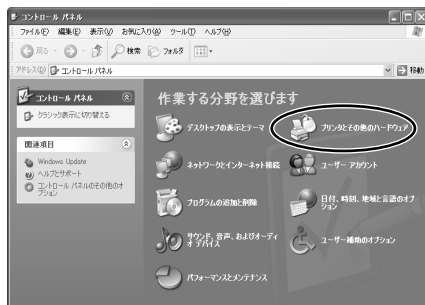 コントロール パネル
ファイル(F) 編集(E) 表示(V) お気に入り(A) ツール(T) ヘルプ(H)
戻る 検索 フォルダ
アドレス(D) コントロール パネル 移動
コントロール パネル
クラシック表示に切り替える
関連項目
Windows Update
ヘルプとサポート
コントロール パネルのその他のオプション
作業する分野を選びます
デスクトップの表示とテーマ
プリンタとその他のハードウェア
ネットワークとインターネット接続
ユーザー アカウント
プログラムの追加と削除
日付、時刻、地域と言語のオプ
ション
サウンド、音声、およびオーディ
オ デバイス
ユーザー補助のオプション
パフォーマンスとメンテナンス